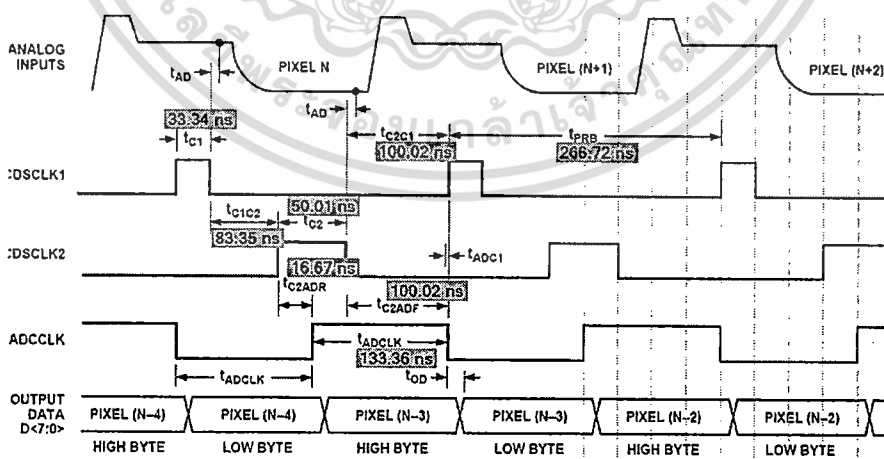 ANALOG
INPUTS
PIXEL N
PIXEL (N+1)
PIXEL (N+2)
tAD
tAD
33.34 ns
tC1
tC2C1
100.02 ns
tPRB
266.72 ns
CDSCLK1
tC1C2
83.35 ns
50.01 ns
tC2
CDSCLK2
16.67 ns
tC2ADR
tADC1
100.02 ns
tC2ADF
ADCCLK
tADCLK
133.36 ns
tADCLK
tOD
OUTPUT
DATA
D<7:0>
PIXEL (N–4) PIXEL (N–4) PIXEL (N–3) PIXEL (N–3) PIXEL (N–2) PIXEL (N–2)
HIGH BYTE LOW BYTE HIGH BYTE LOW BYTE HIGH BYTE LOW BYTE